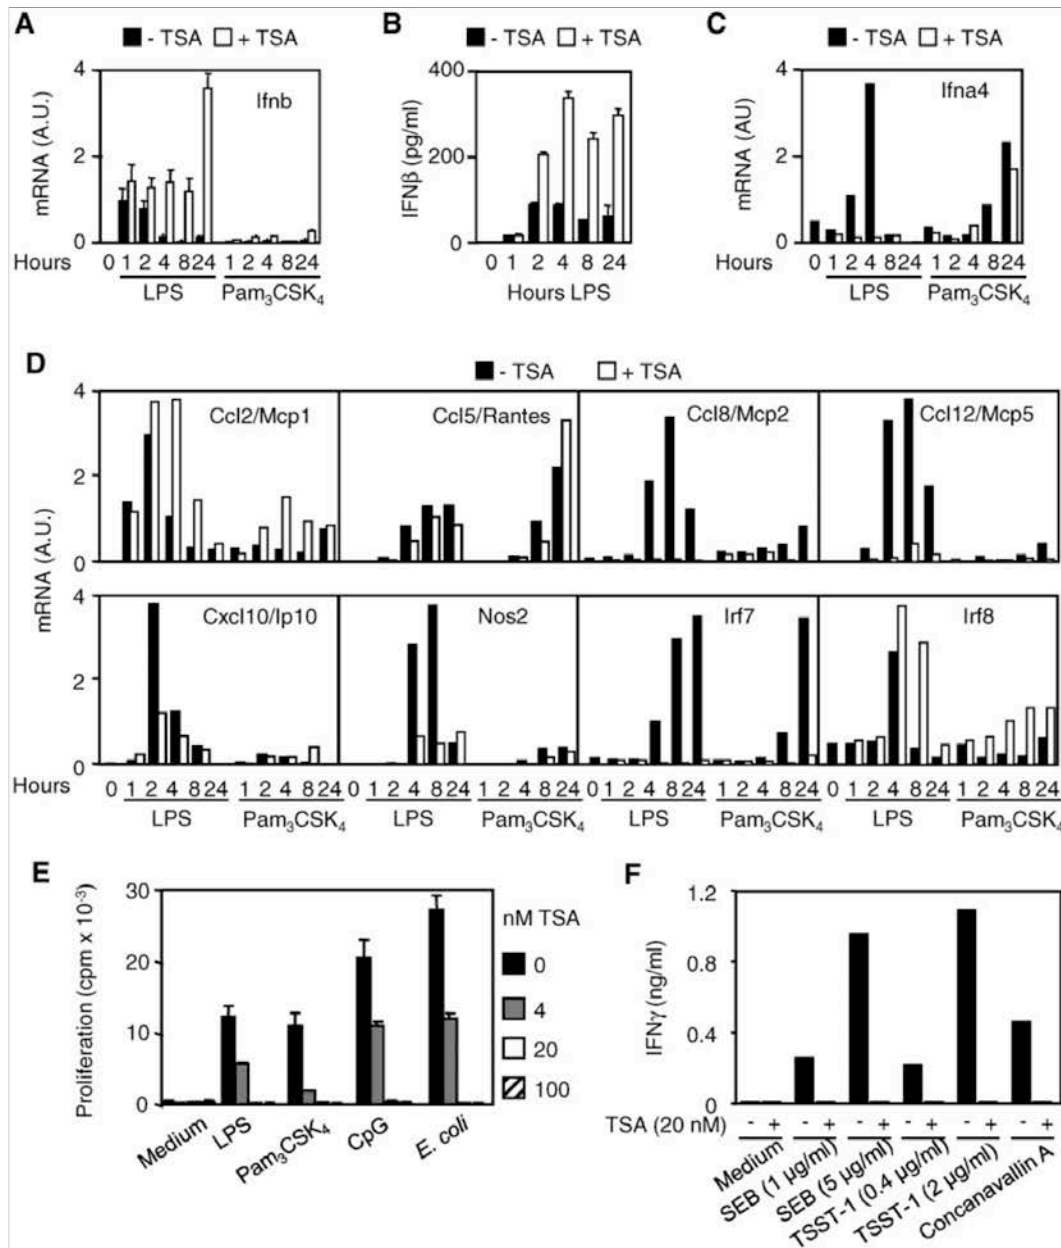 A B C
- TSA + TSA - TSA + TSA - TSA + TSA
4 2 0
mRNA (A.U.)
Ifnb
Hours 0 1 2 4 8 24 1 2 4 8 24
LPS Pam3CSK4
400 200 0
IFNβ (pg/ml)
0 1 2 4 8 24
Hours LPS
4 2 0
mRNA (AU)
Ifna4
Hours 0 1 2 4 8 24 1 2 4 8 24
LPS Pam3CSK4
D
- TSA + TSA
mRNA (A.U.)
4 2 0
Ccl2/Mcp1 Ccl5/Rantes Ccl8/Mcp2 Ccl12/Mcp5
4 2 0
Cxcl10/Ip10 Nos2 Irf7 Irf8
Hours 0 1 2 4 8 24 1 2 4 8 24 1 2 4 8 24 1 2 4 8 24 0 1 2 4 8 24 1 2 4 8 24 0 1 2 4 8 24 1 2 4 8 24
LPS Pam3CSK4 LPS Pam3CSK4 LPS Pam3CSK4 LPS Pam3CSK4
E
Proliferation (cpm x 10-3)
30
20
10
0
Medium LPS Pam3CSK4 CpG E. coli
nM TSA
0
4
20
100
F
IFNγ (ng/ml)
1.2
0.8
0.4
0
TSA (20 nM) - + - + - + - + - + - +
Medium
SEB (1 µg/ml)
SEB (5 µg/ml)
TSST-1 (0.4 µg/ml)
TSST-1 (2 µg/ml)
Concanavallin A